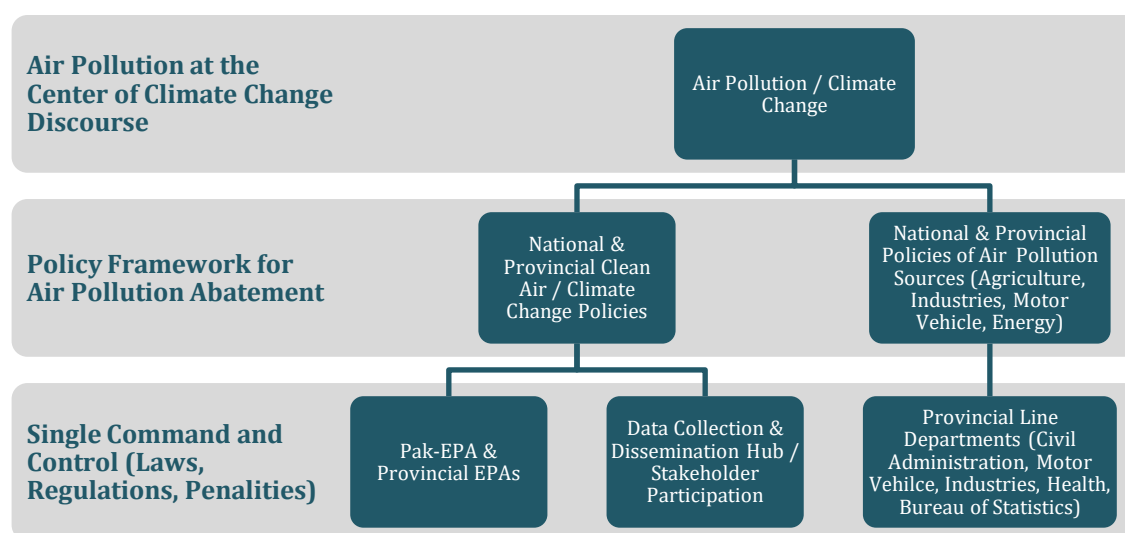 Air Pollution at the
Center of Climate Change
Discourse
Air Pollution / Climate
Change
Policy Framework for
Air Pollution Abatement
National &
Provincial Clean
Air / Climate
Change Policies
National & Provincial
Policies of Air Pollution
Sources (Agriculture,
Industries, Motor
Vehicle, Energy)
Single Command and
Control (Laws,
Regulations, Penalities)
Pak-EPA &
Provincial EPAs
Data Collection &
Dissemination Hub /
Stakeholder
Participation
Provincial Line
Departments (Civil
Administration, Motor
Vehilce, Industries, Health,
Bureau of Statistics)